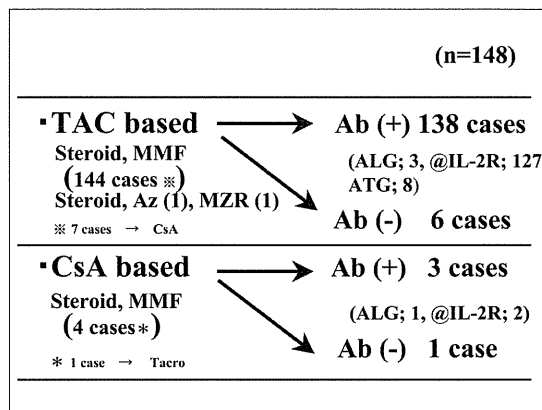 (n=148)
・TAC based → Ab (+) 138 cases
Steroid, MMF
(144 cases ※)
Steroid, Az (1), MZR (1)
※ 7 cases → CsA
(ALG; 3, @IL-2R; 127
ATG; 8)
Ab (-) 6 cases
・CsA based → Ab (+) 3 cases
Steroid, MMF
(4 cases*)
* 1 case → Tacro
(ALG; 1, @IL-2R; 2)
Ab (-) 1 case